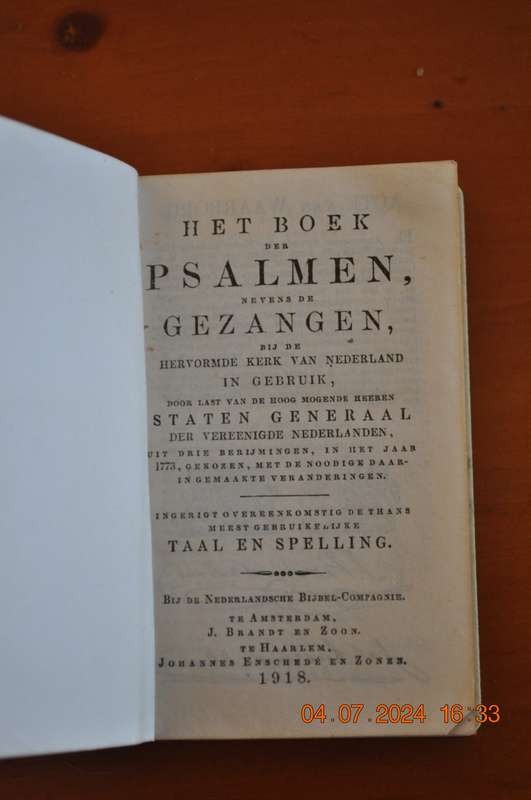 HET BOEK
DER
PSALMEN,
NEVENS DE
GEZANGEN,
BIJ DE
HERVORMDE KERK VAN NEDERLAND
IN GEBRUIK,
DOOR LAST VAN DE HOOG MOGENDE HEEREN
STATEN GENERAAL
DER VEREENIGDE NEDERLANDEN,
UIT DRIE BERIJMINGEN, IN HET JAAR
1773, GEKOZEN, MET DE NOODIGE DAAR-
IN GEMAAKTE VERANDERINGEN.
INGERIGT OVEREENKOMSTIG DE THANS
MEEST GEBRUIKELIJKE
TAAL EN SPELLING.
BIJ DE NEDERLANDSCHE BIJBEL-COMPAGNIE.
TE AMSTERDAM,
J. BRANDT EN ZOON.
TE HAARLEM,
JOHANNES ENSCHEDÉ EN ZONEN.
1918.
04.07.2024 16:33